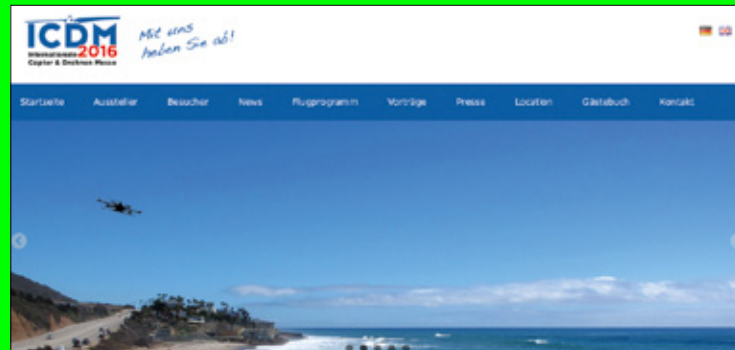 ICDM
2016
Internationale
Copter & Drohnen Messe
Mit uns
heben Sie ab!
Startseite Aussteller Besucher News Flugprogramm Vorträge Presse Location Gästebuch Kontakt